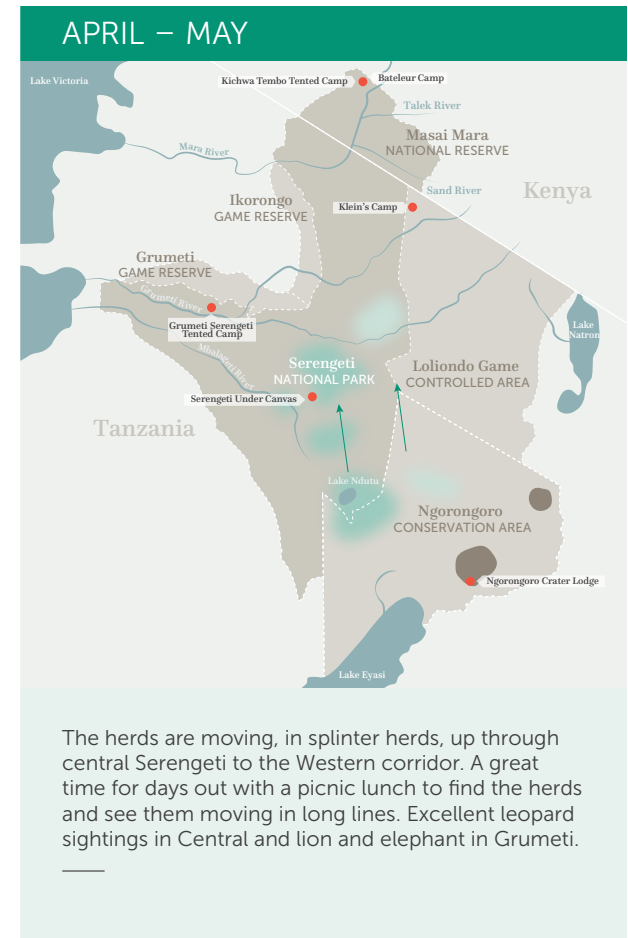 APRIL – MAY
Lake Victoria
Kichwa Tembo Tented Camp
Bateleur Camp
Talek River
Masai Mara
NATIONAL RESERVE
Mara River
Sand River
Kenya
Ikorongo
GAME RESERVE
Klein's Camp
Grumeti
GAME RESERVE
Grumeti River
Grumeti Serengeti
Tented Camp
Lake
Natron
Mbalageti River
Serengeti
NATIONAL PARK
Loliondo Game
CONTROLLED AREA
Serengeti Under Canvas
Tanzania
Lake Ndutu
Ngorongoro
CONSERVATION AREA
Ngorongoro Crater Lodge
Lake Eyasi
The herds are moving, in splinter herds, up through
central Serengeti to the Western corridor. A great
time for days out with a picnic lunch to find the herds
and see them moving in long lines. Excellent leopard
sightings in Central and lion and elephant in Grumeti.